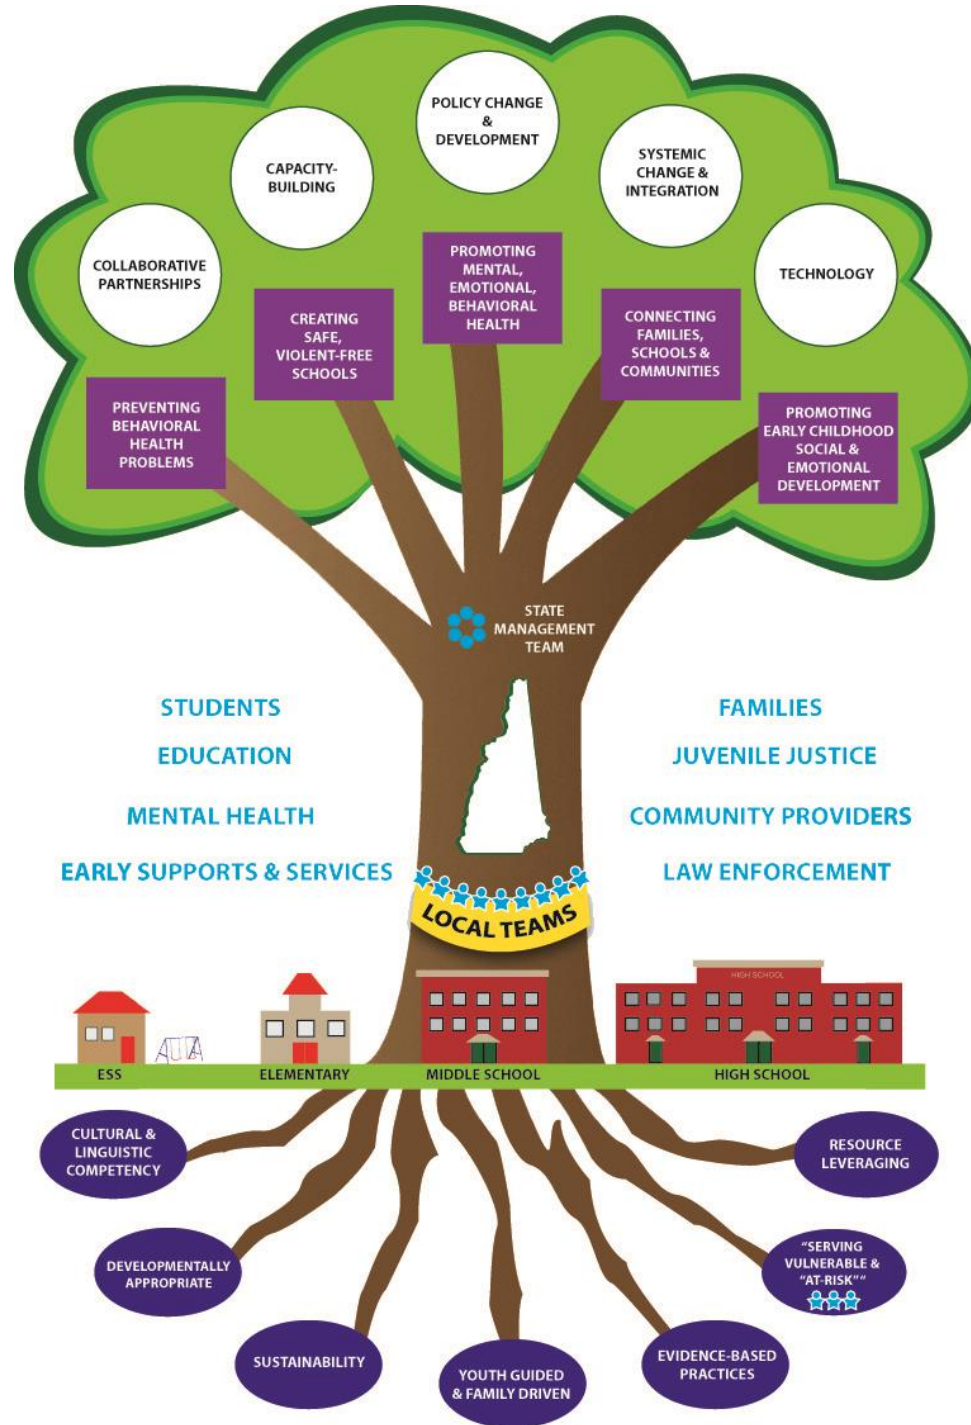 POLICY CHANGE
&
DEVELOPMENT
CAPACITY-
BUILDING
SYSTEMIC
CHANGE &
INTEGRATION
COLLABORATIVE
PARTNERSHIPS
TECHNOLOGY
PROMOTING
MENTAL,
EMOTIONAL,
BEHAVIORAL
HEALTH
CREATING
SAFE,
VIOLENT-FREE
SCHOOLS
CONNECTING
FAMILIES,
SCHOOLS &
COMMUNITIES
PREVENTING
BEHAVIORAL
HEALTH
PROBLEMS
PROMOTING
EARLY CHILDHOOD
SOCIAL &
EMOTIONAL
DEVELOPMENT
STATE
MANAGEMENT
TEAM
STUDENTS
EDUCATION
MENTAL HEALTH
EARLY SUPPORTS & SERVICES
FAMILIES
JUVENILE JUSTICE
COMMUNITY PROVIDERS
LAW ENFORCEMENT
LOCAL TEAMS
HIGH SCHOOL
ESS
ELEMENTARY
MIDDLE SCHOOL
HIGH SCHOOL
CULTURAL &
LINGUISTIC
COMPETENCY
RESOURCE
LEVERAGING
DEVELOPMENTALLY
APPROPRIATE
"SERVING
VULNERABLE &
"AT-RISK""
SUSTAINABILITY
YOUTH GUIDED
& FAMILY DRIVEN
EVIDENCE-BASED
PRACTICES